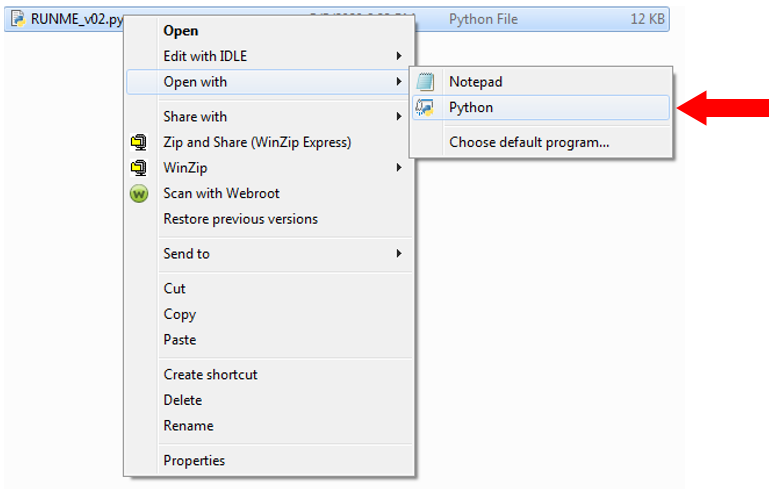 RUNME_v02.py Python File 12 KB
Open
Edit with IDLE
Open with
Notepad
Python
Choose default program...
Share with
Zip and Share (WinZip Express)
WinZip
W
Scan with Webroot
Restore previous versions
Send to
Cut
Copy
Paste
Create shortcut
Delete
Rename
Properties